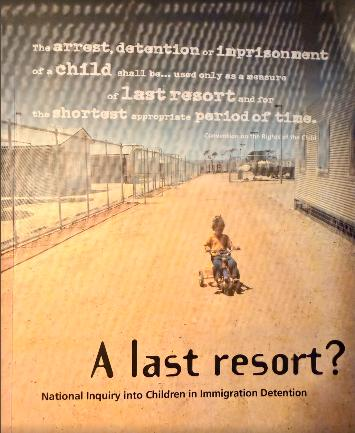 The arrest, detention or imprisonment
of a child shall be... used only as a measure
of last resort and for
the shortest appropriate period of time.
Convention on the Rights of the Child
A last resort?
National Inquiry into Children in Immigration Detention